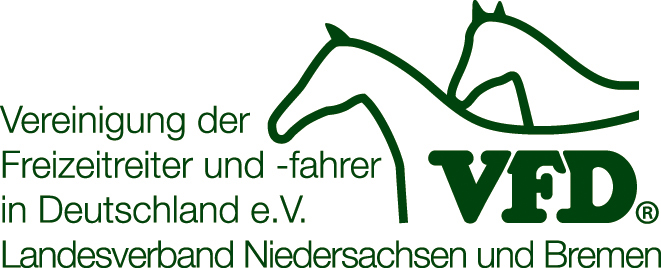 Vereinigung der
Freizeitreiter und -fahrer
in Deutschland e.V.
VFD®
Landesverband Niedersachsen und Bremen